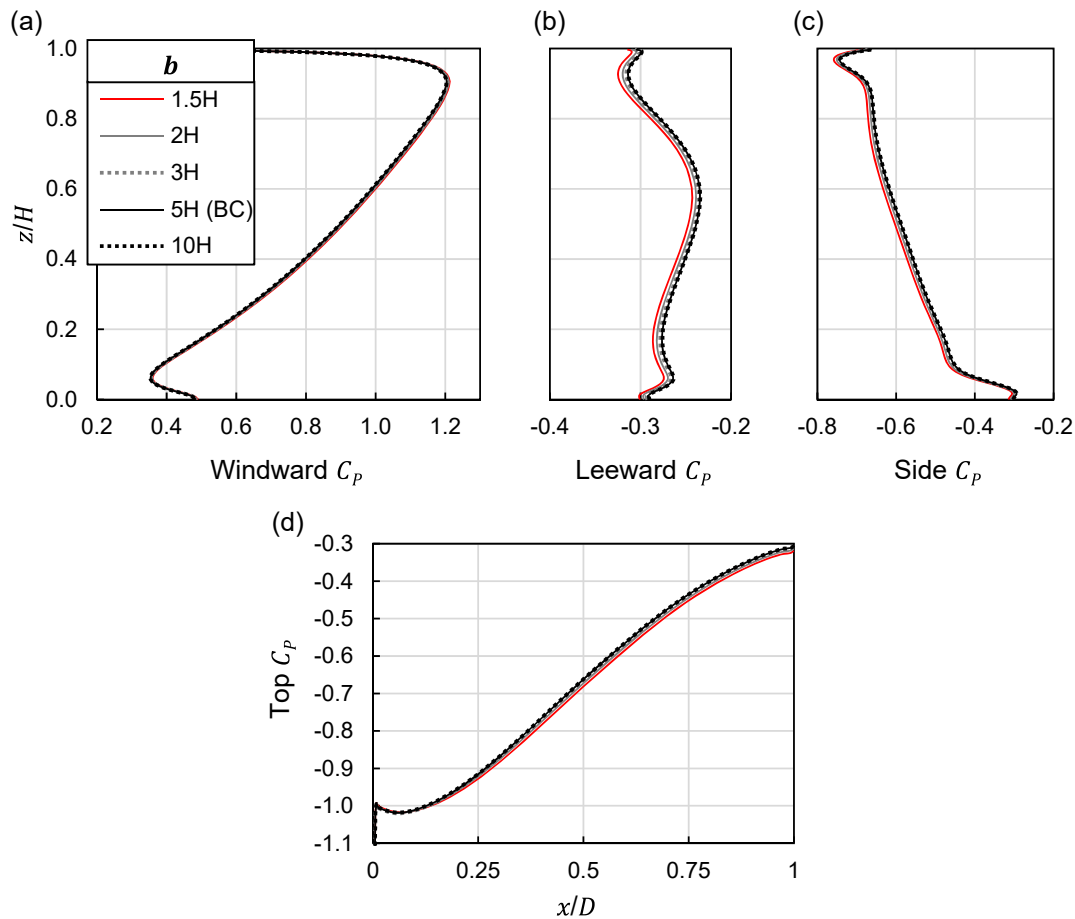 (a)
(b)
(c)
1.0
0.8
0.6
0.4
0.2
0.0
z/H
b
1.5H
2H
3H
5H (BC)
10H
0.2 0.4 0.6 0.8 1.0 1.2
Windward C_P
-0.4 -0.3 -0.2
Leeward C_P
-0.8 -0.6 -0.4 -0.2
Side C_P
(d)
-0.3
-0.4
-0.5
-0.6
-0.7
-0.8
-0.9
-1.0
-1.1
Top C_P
0 0.25 0.5 0.75 1
x/D